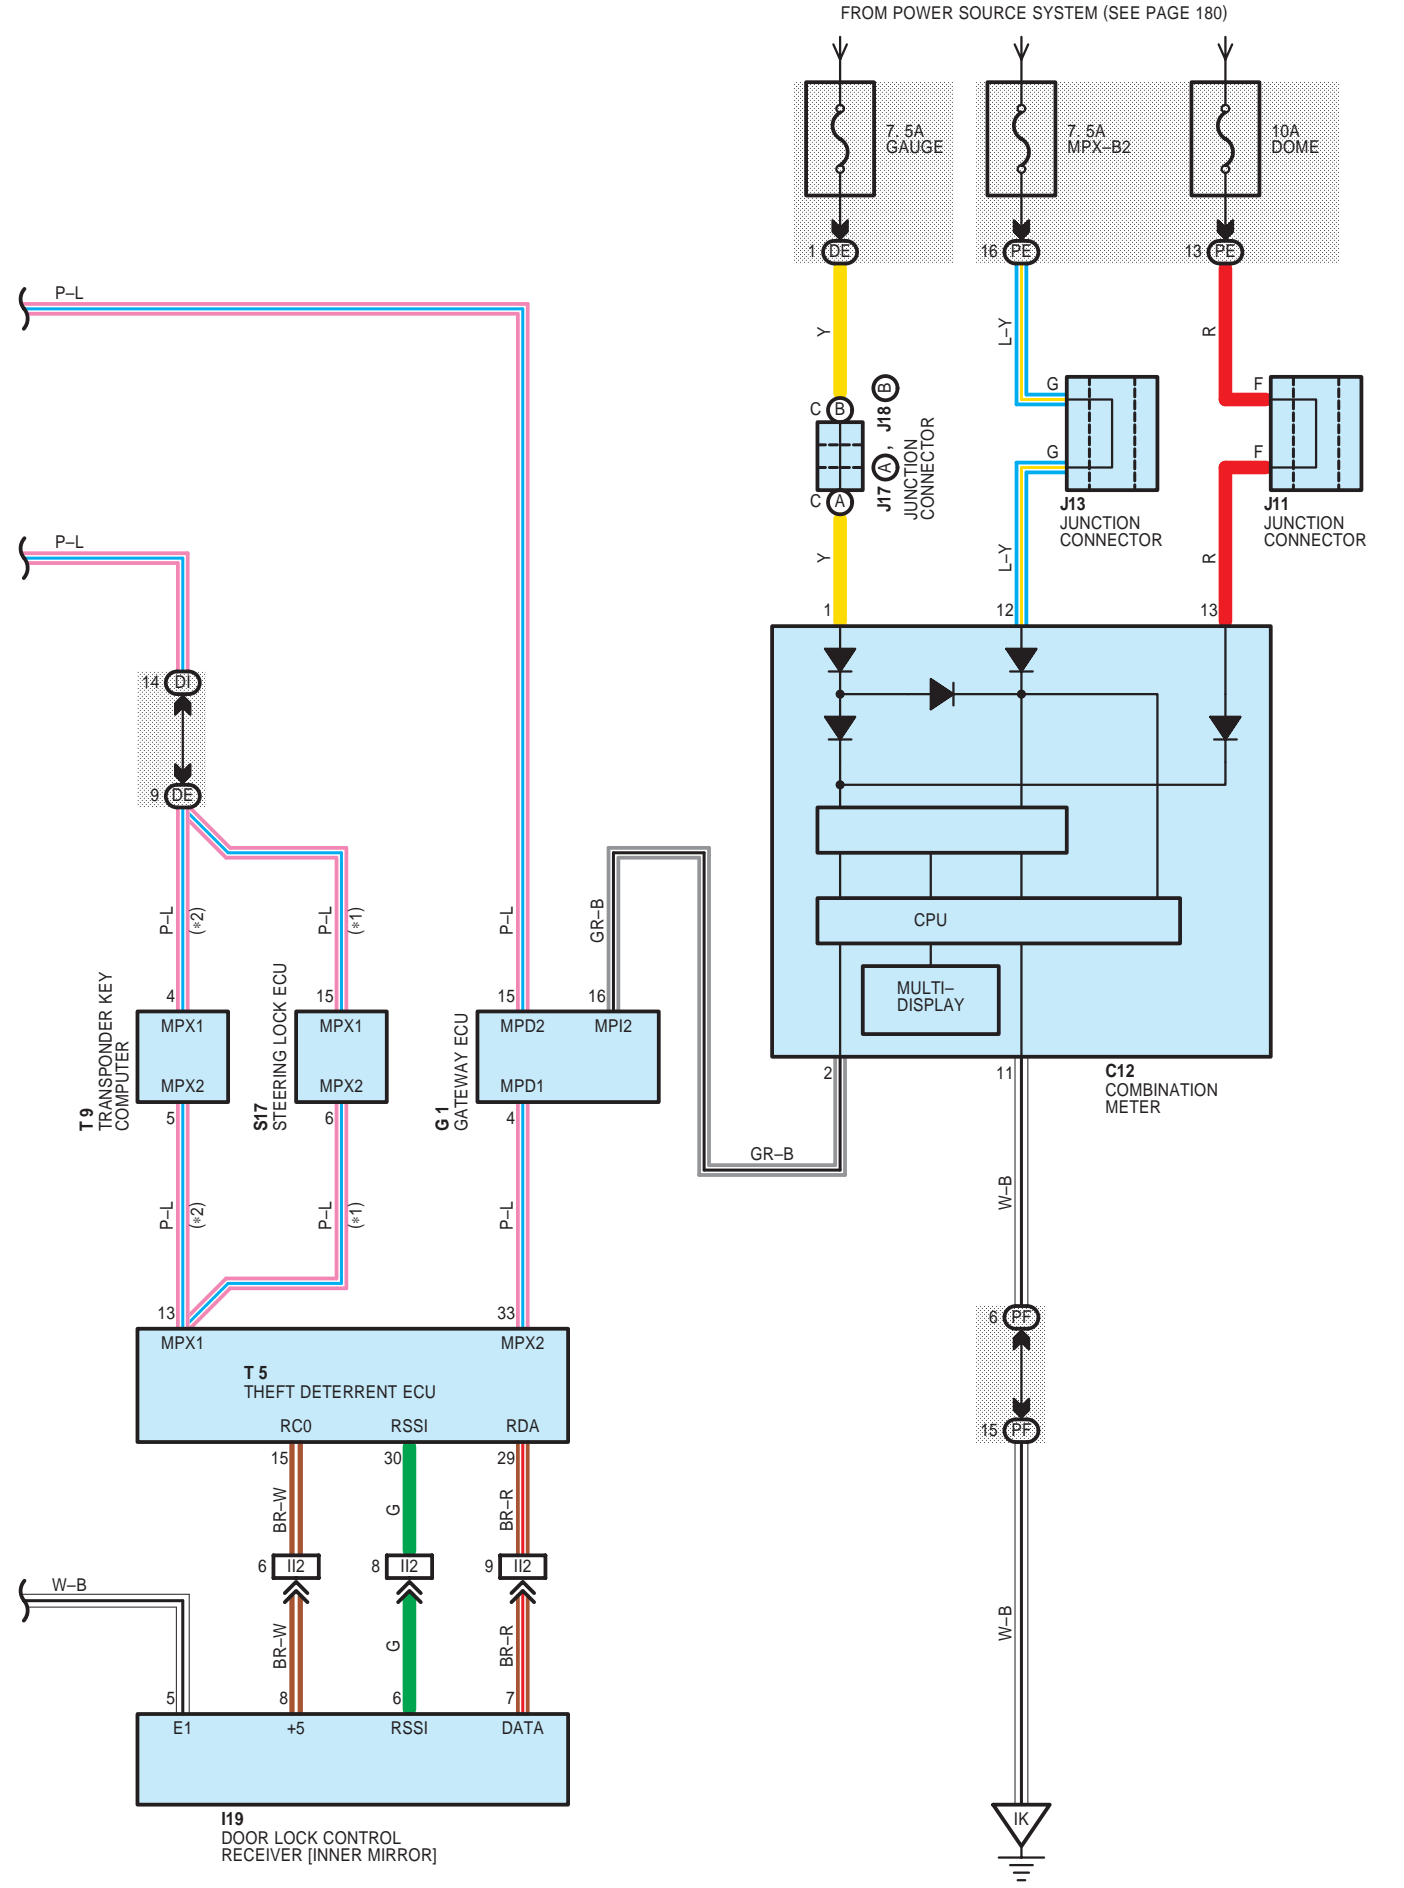 FROM POWER SOURCE SYSTEM (SEE PAGE 180)
7. 5A
GAUGE
7. 5A
MPX–B2
10A
DOME
1 DE
16 PE
13 PE
P–L
Y
L–Y
R
C B
J17 A , J18 B
JUNCTION
CONNECTOR
C A
G
G
J13
JUNCTION
CONNECTOR
F
F
J11
JUNCTION
CONNECTOR
P–L
Y
L–Y
R
1
12
13
14 DI
9 DE
P–L
(*2)
P–L
(*1)
P–L
GR–B
CPU
MULTI–
DISPLAY
4
MPX1
MPX2
5
T 9
TRANSPONDER KEY
COMPUTER
15
MPX1
MPX2
6
S17
STEERING LOCK ECU
15
MPD2
16
MPI2
MPD1
4
G 1
GATEWAY ECU
2
11
C12
COMBINATION
METER
GR–B
P–L
(*2)
P–L
(*1)
P–L
W–B
13
MPX1
33
MPX2
T 5
THEFT DETERRENT ECU
RC0
RSSI
RDA
15
30
29
6 PF
15 PF
BR–W
G
BR–R
6 II2
8 II2
9 II2
W–B
BR–W
G
BR–R
W–B
5
8
6
7
E1
+5
RSSI
DATA
I19
DOOR LOCK CONTROL
RECEIVER [INNER MIRROR]
IK